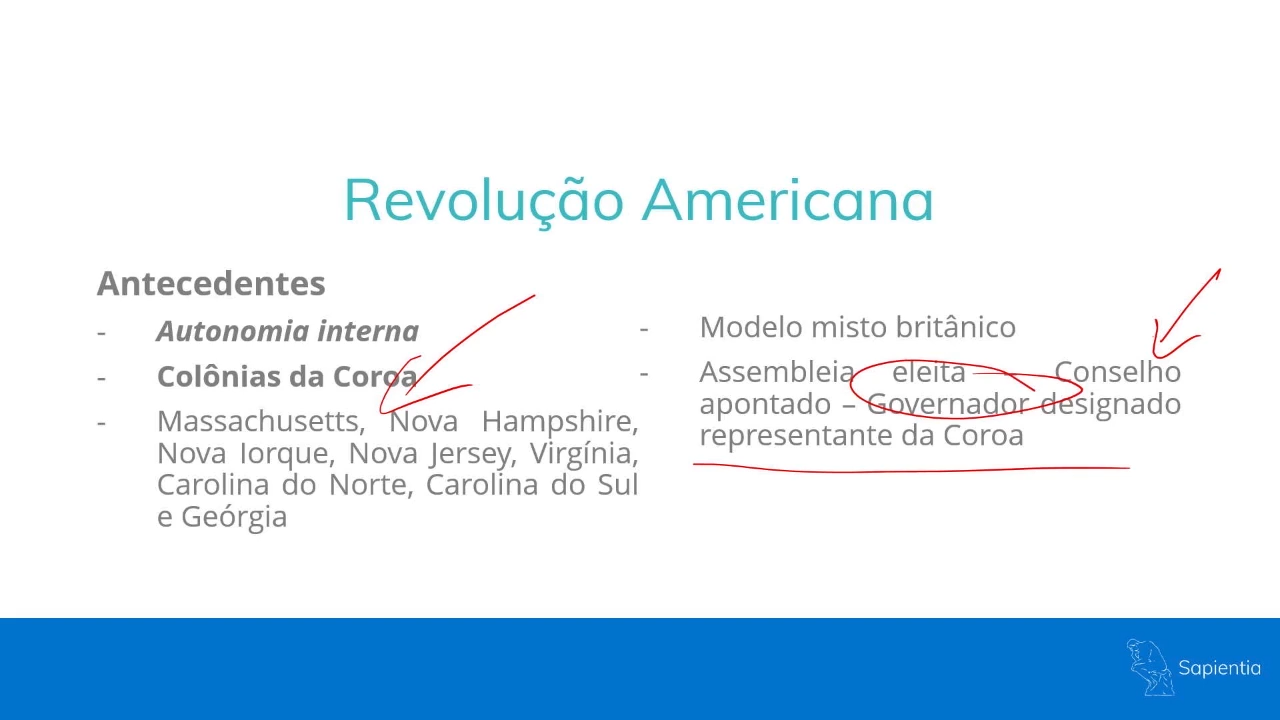 Revolução Americana
Antecedentes
- Autonomia interna
- Colônias da Coroa
- Massachusetts, Nova Hampshire,
Nova Iorque, Nova Jersey, Virgínia,
Carolina do Norte, Carolina do Sul
e Geórgia
- Modelo misto britânico
- Assembleia eleita – Conselho
apontado – Governador designado
representante da Coroa
Sapientia